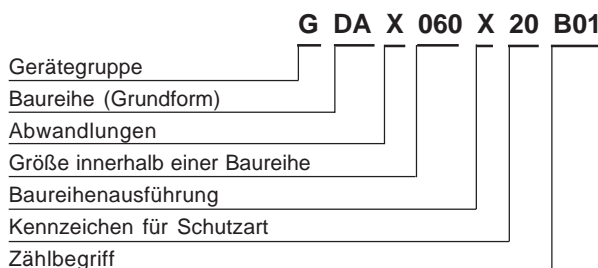 G DA X 060 X 20 B01
Gerätegruppe
Baureihe (Grundform)
Abwandlungen
Größe innerhalb einer Baureihe
Baureihenausführung
Kennzeichen für Schutzart
Zählbegriff